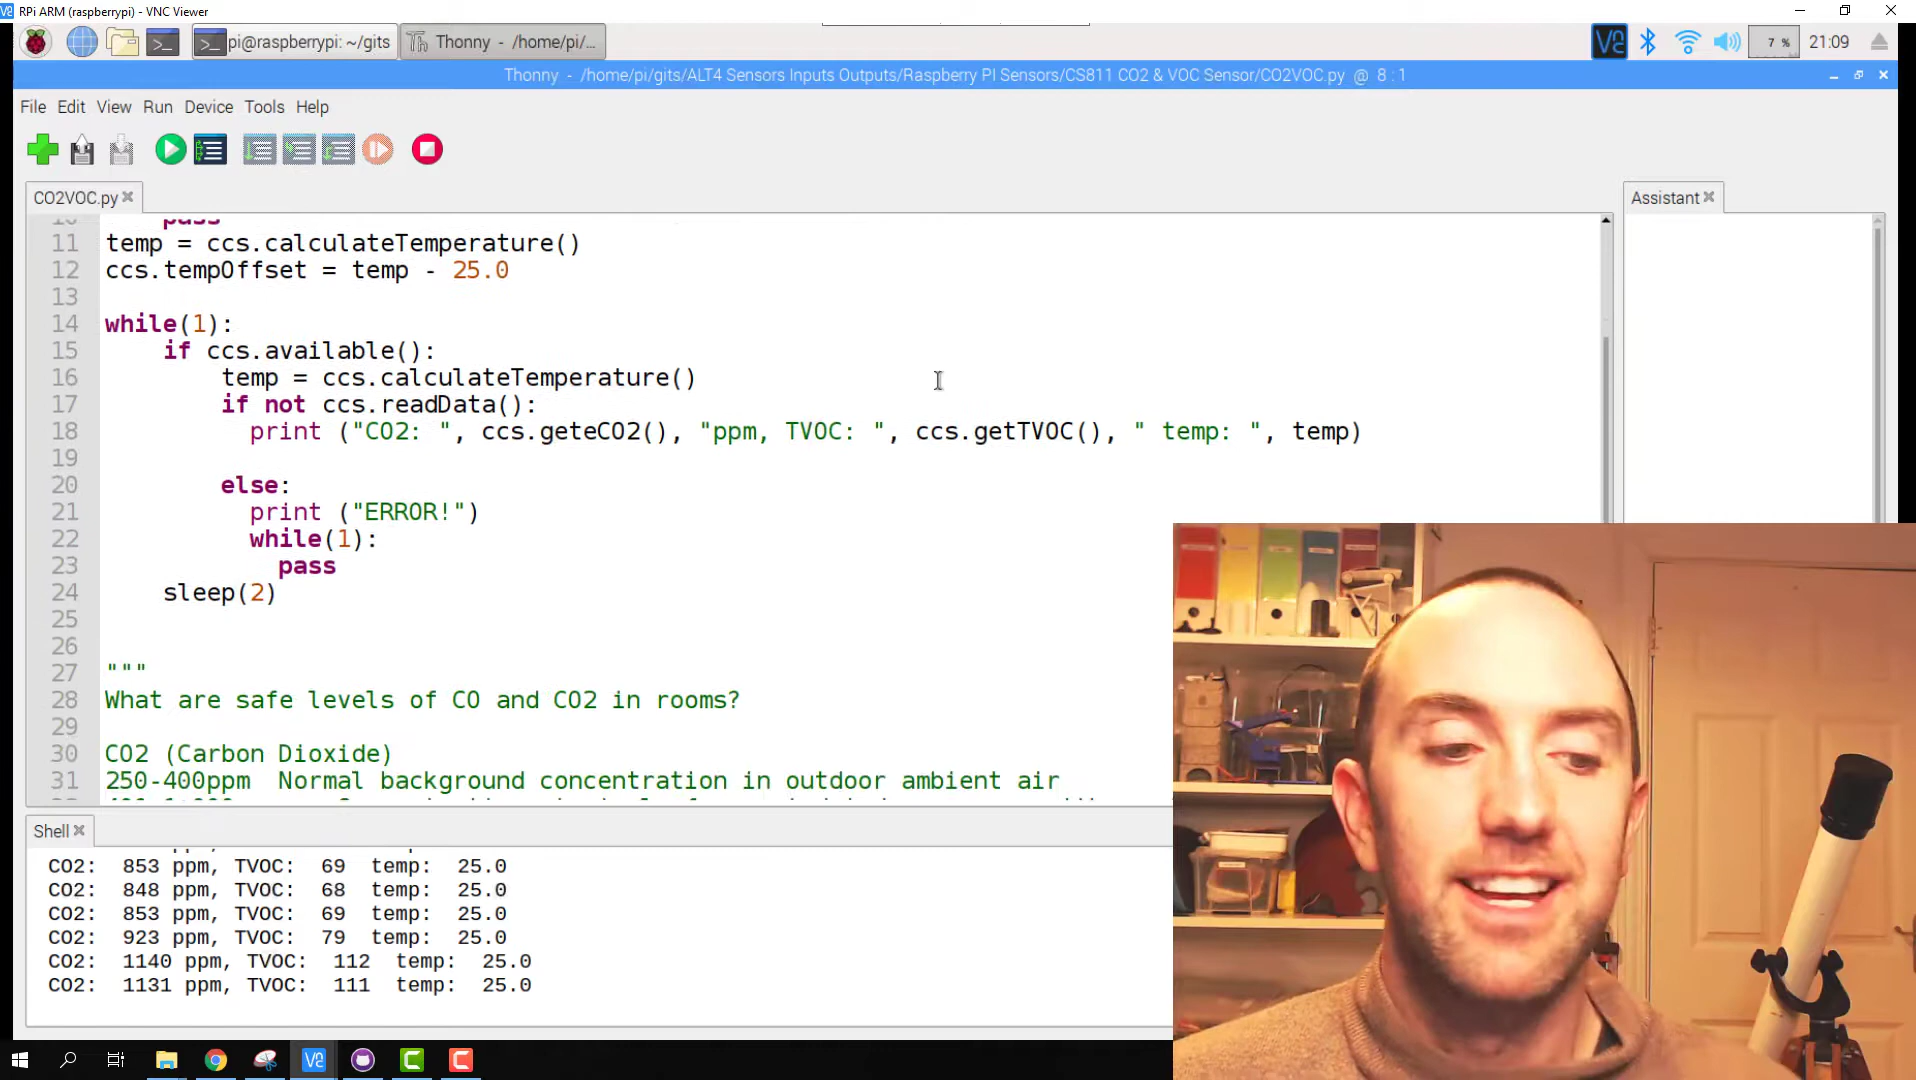 RPi ARM (raspberrypi) - VNC Viewer
pi@raspberrypi: ~/gits
Thonny - /home/pi/...
7 %
21:09
Thonny - /home/pi/gits/ALT4 Sensors Inputs Outputs/Raspberry PI Sensors/CS811 CO2 & VOC Sensor/CO2VOC.py @ 8 : 1
File Edit View Run Device Tools Help
CO2VOC.py
Assistant
10 pass
11 temp = ccs.calculateTemperature()
12 ccs.tempOffset = temp - 25.0
13
14 while(1):
15 if ccs.available():
16 temp = ccs.calculateTemperature()
17 if not ccs.readData():
18 print ("CO2: ", ccs.geteCO2(), "ppm, TVOC: ", ccs.getTVOC(), " temp: ", temp)
19
20 else:
21 print ("ERROR!")
22 while(1):
23 pass
24 sleep(2)
25
26
27 """
28 What are safe levels of CO and CO2 in rooms?
29
30 CO2 (Carbon Dioxide)
31 250-400ppm Normal background concentration in outdoor ambient air
Shell
CO2: 853 ppm, TVOC: 69 temp: 25.0
CO2: 848 ppm, TVOC: 68 temp: 25.0
CO2: 853 ppm, TVOC: 69 temp: 25.0
CO2: 923 ppm, TVOC: 79 temp: 25.0
CO2: 1140 ppm, TVOC: 112 temp: 25.0
CO2: 1131 ppm, TVOC: 111 temp: 25.0